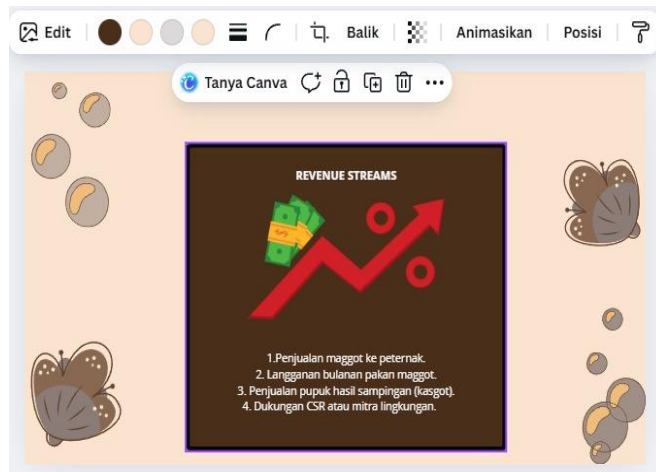 Edit
Balik
Animasikan
Posisi
Tanya Canva
REVENUE STREAMS
1.Penjualan maggot ke peternak.
2. Langganan bulanan pakan maggot.
3. Penjualan pupuk hasil sampingan (kasgot).
4. Dukungan CSR atau mitra lingkungan.